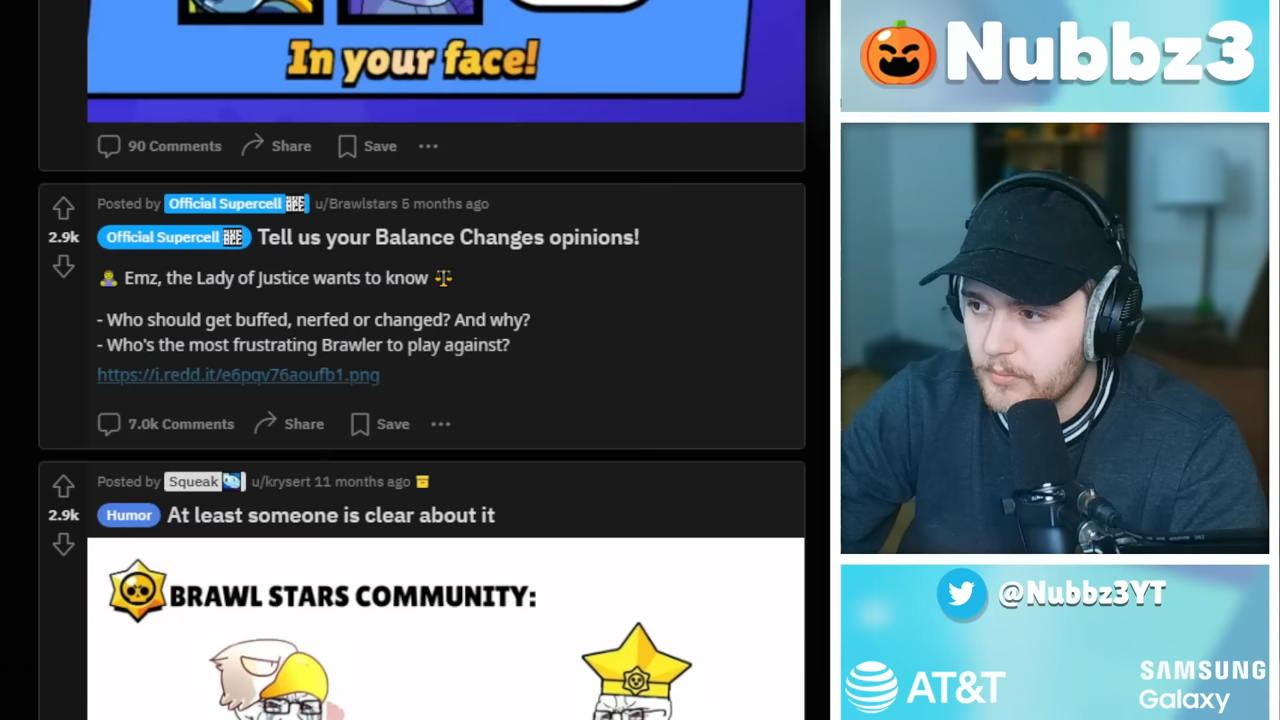 In your face!
90 Comments
Share
Save
Posted by Official Supercell u/Brawlstars 5 months ago
2.9k
Official Supercell Tell us your Balance Changes opinions!
Emz, the Lady of Justice wants to know
- Who should get buffed, nerfed or changed? And why?
- Who's the most frustrating Brawler to play against?
https://i.redd.it/e6pqv76aoufb1.png
7.0k Comments
Share
Save
Posted by Squeak u/krysert 11 months ago
2.9k
Humor At least someone is clear about it
BRAWL STARS COMMUNITY:
Nubbz3
@Nubbz3YT
AT&T
SAMSUNG
Galaxy